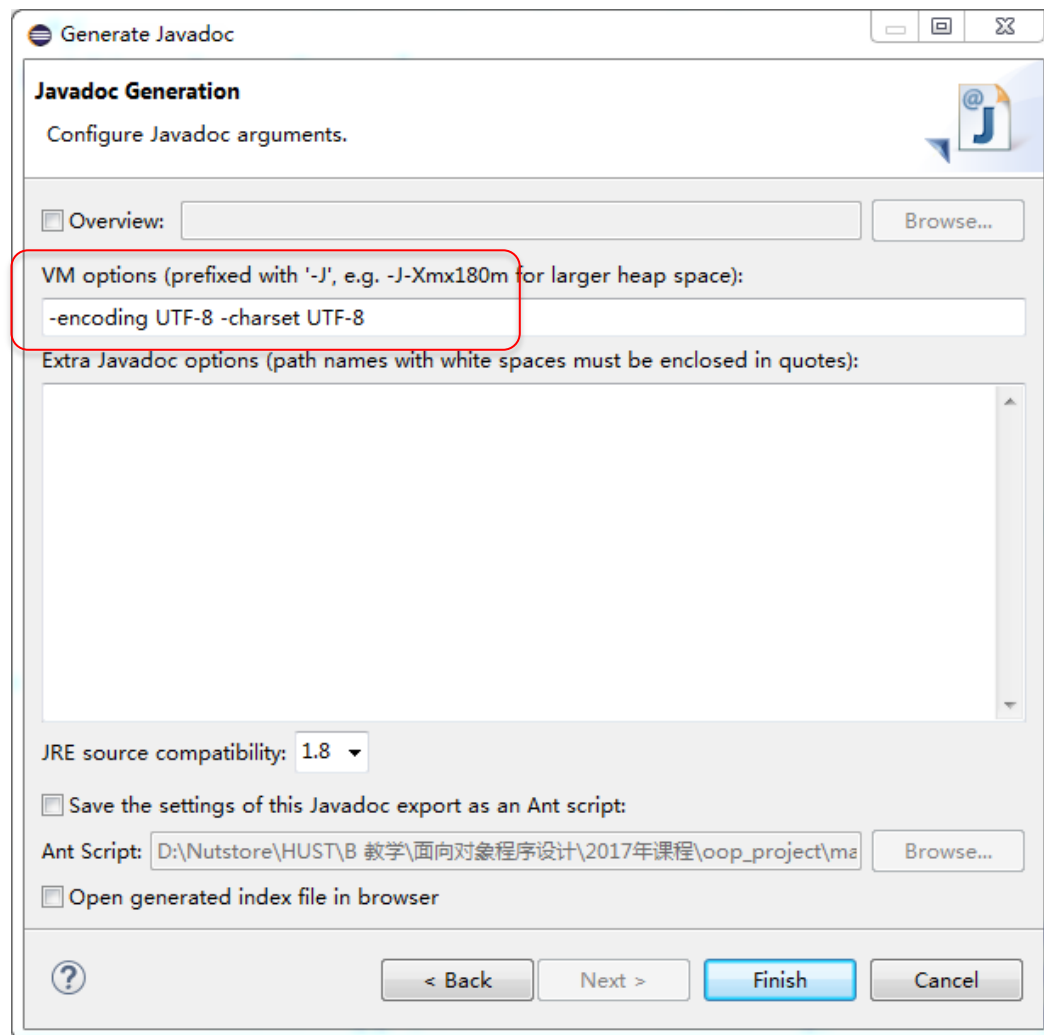 Generate Javadoc
Javadoc Generation
Configure Javadoc arguments.
@J
Overview:
Browse...
VM options (prefixed with '-J', e.g. -J-Xmx180m for larger heap space):
-encoding UTF-8 -charset UTF-8
Extra Javadoc options (path names with white spaces must be enclosed in quotes):
JRE source compatibility: 1.8
Save the settings of this Javadoc export as an Ant script:
Ant Script: D:\Nutstore\HUST\B 教学\面向对象程序设计\2017年课程\oop_project\ma Browse...
Open generated index file in browser
? < Back Next > Finish Cancel